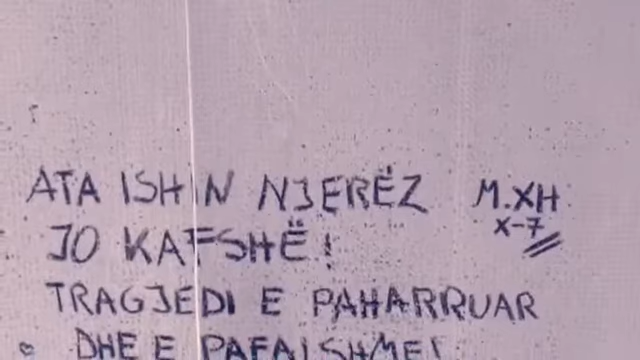 ATA ISHIN NJERËZ M.XH
X-7
JO KAFSHË!
TRAGJEDI E PAHARRUAR
DHE E PAFALSHME!